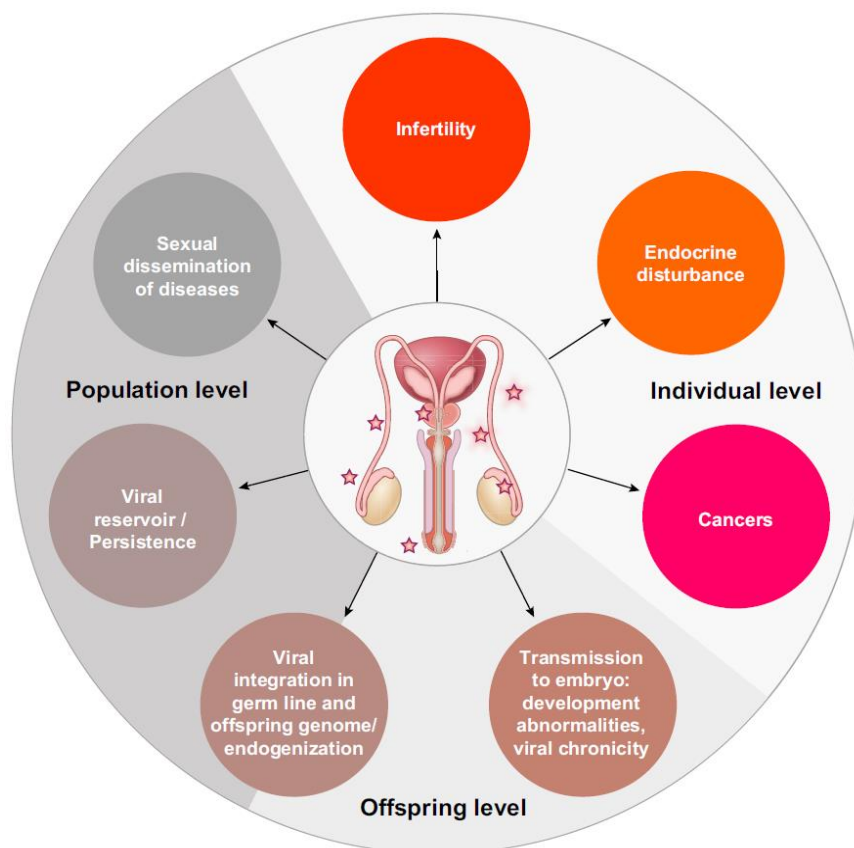 Infertility
Sexual
dissemination
of diseases
Endocrine
disturbance
Population level
Individual level
Viral
reservoir /
Persistence
Cancers
Viral
integration in
germ line and
offspring genome/
endogenization
Transmission
to embryo:
development
abnormalities,
viral chronicity
Offspring level